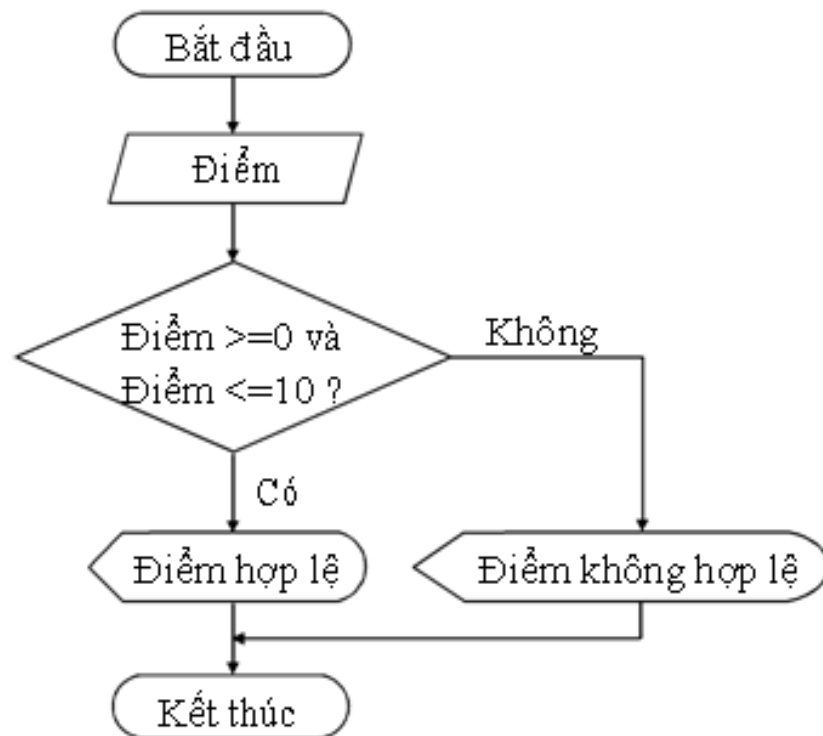 Bắt đầu
Điểm
Điểm >=0 và
Điểm <=10 ?
Không
Có
Điểm hợp lệ
Điểm không hợp lệ
Kết thúc